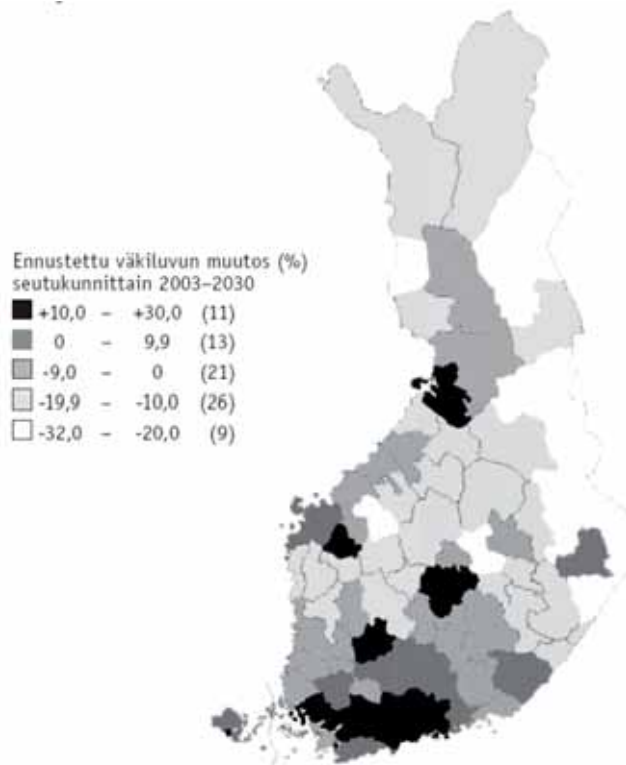 Ennustettu väkiluvun muutos (%)
seutukunnittain 2003–2030
+10,0 – +30,0 (11)
0 – 9,9 (13)
-9,0 – 0 (21)
-19,9 – -10,0 (26)
-32,0 – -20,0 (9)